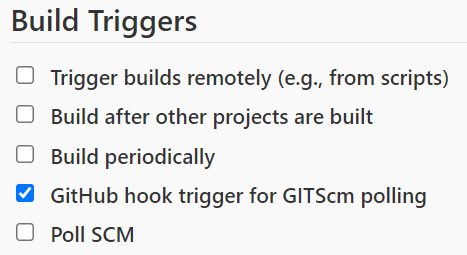 Build Triggers
Trigger builds remotely (e.g., from scripts)
Build after other projects are built
Build periodically
GitHub hook trigger for GITScm polling
Poll SCM